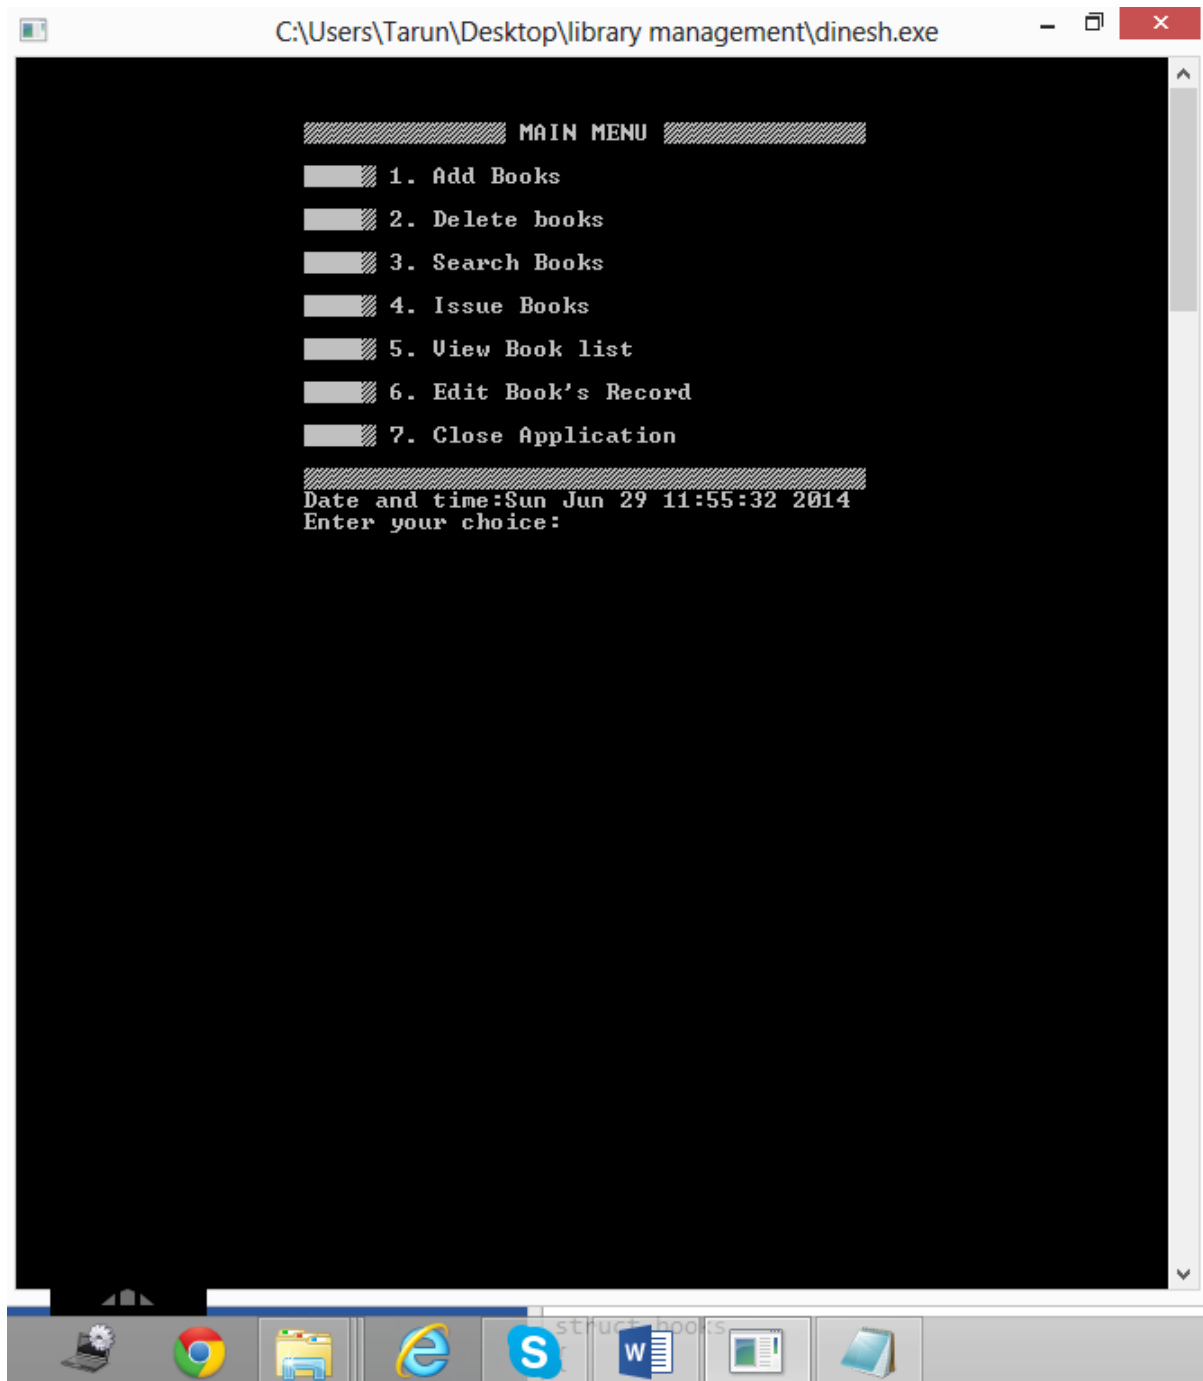 C:\Users\Tarun\Desktop\library management\dinesh.exe
MAIN MENU
1. Add Books
2. Delete books
3. Search Books
4. Issue Books
5. View Book list
6. Edit Book's Record
7. Close Application
Date and time:Sun Jun 29 11:55:32 2014
Enter your choice:
struct books
{